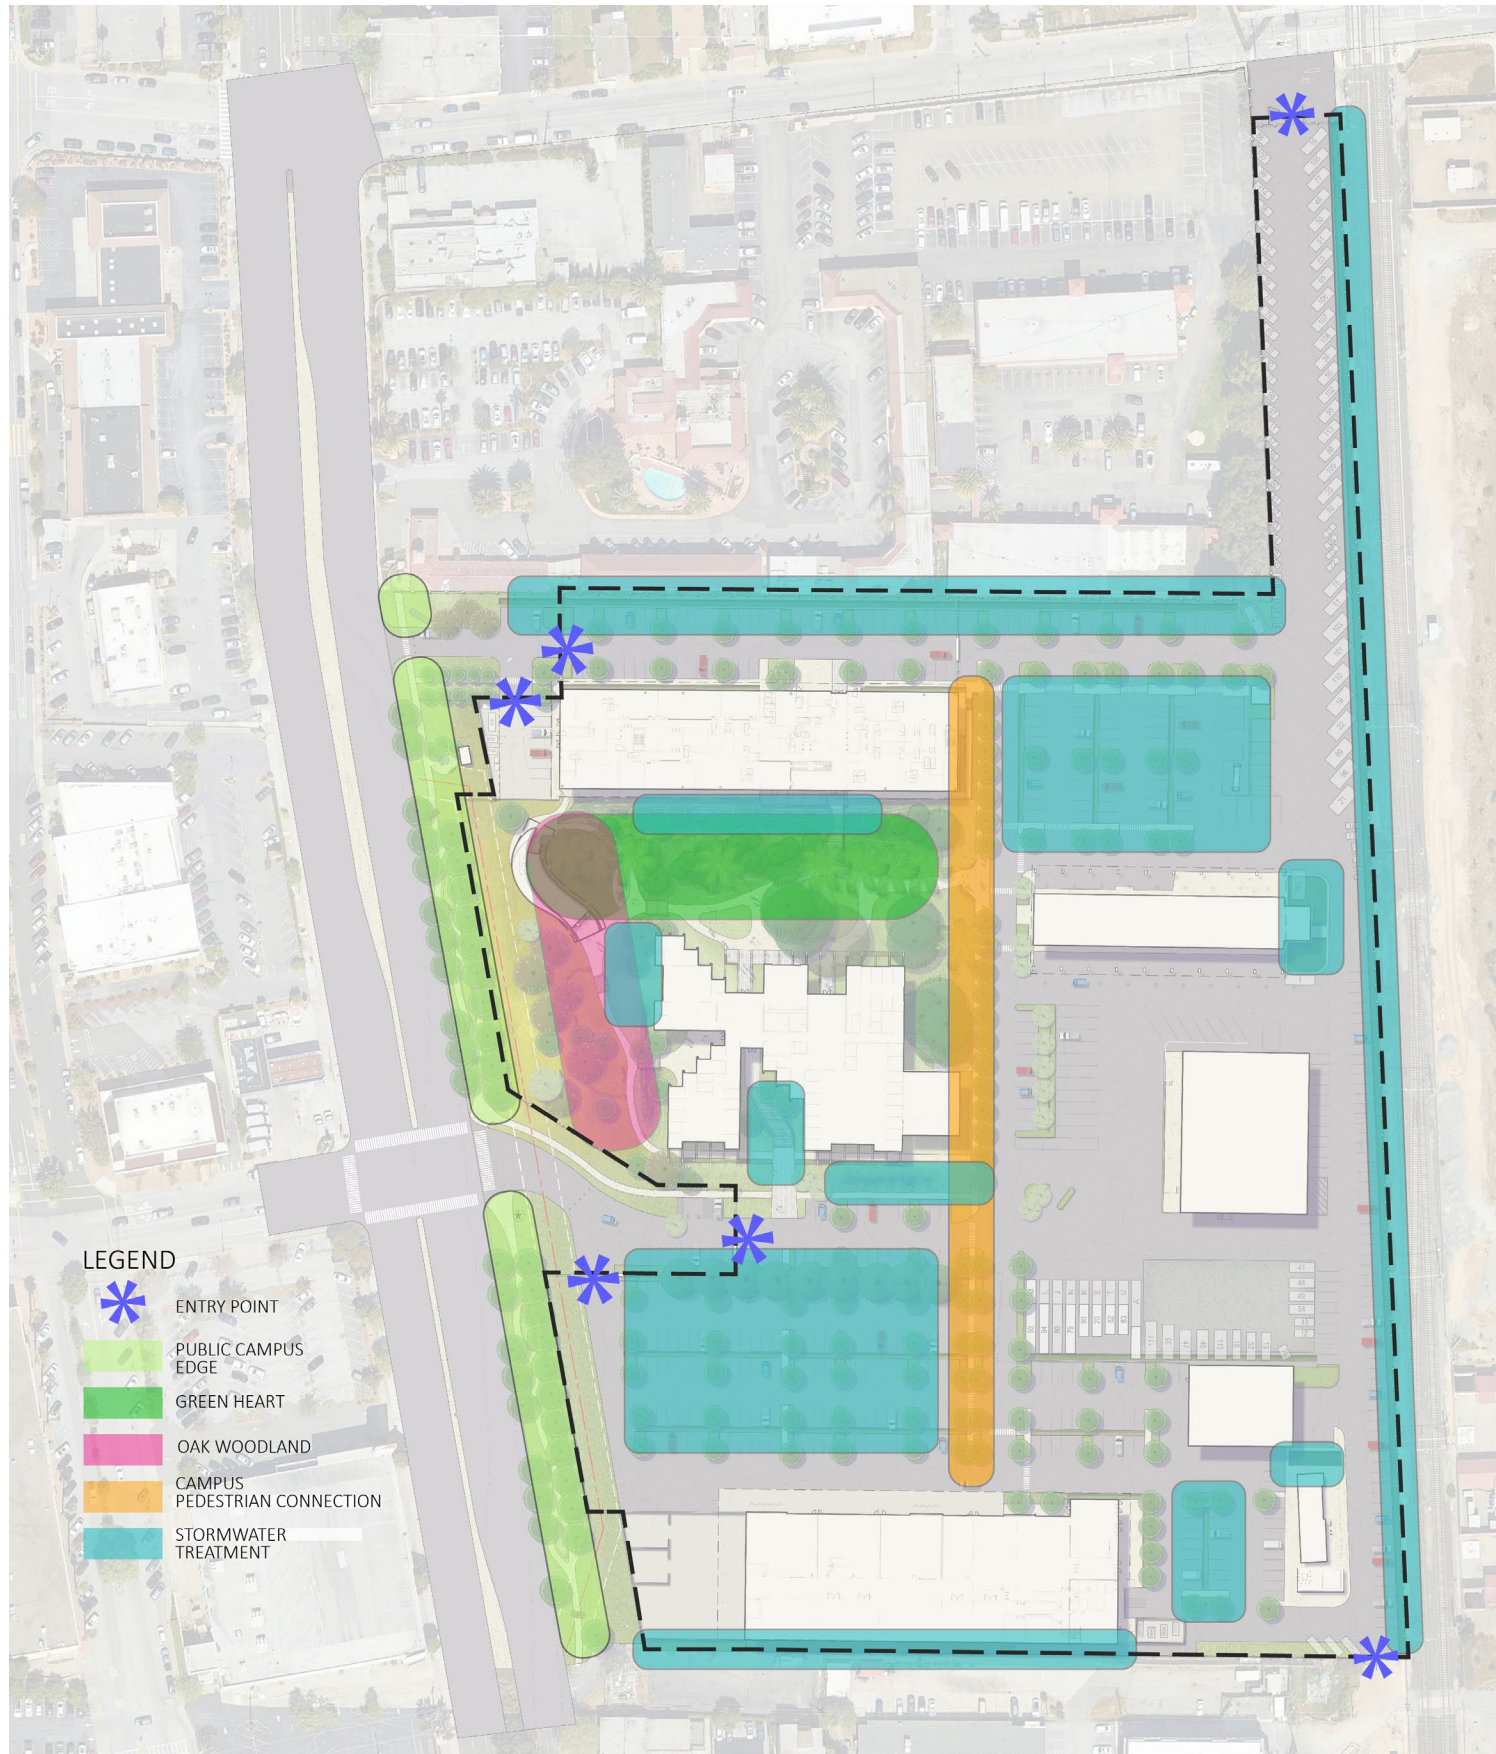 LEGEND
ENTRY POINT
PUBLIC CAMPUS
EDGE
GREEN HEART
OAK WOODLAND
CAMPUS
PEDESTRIAN CONNECTION
STORMWATER
TREATMENT